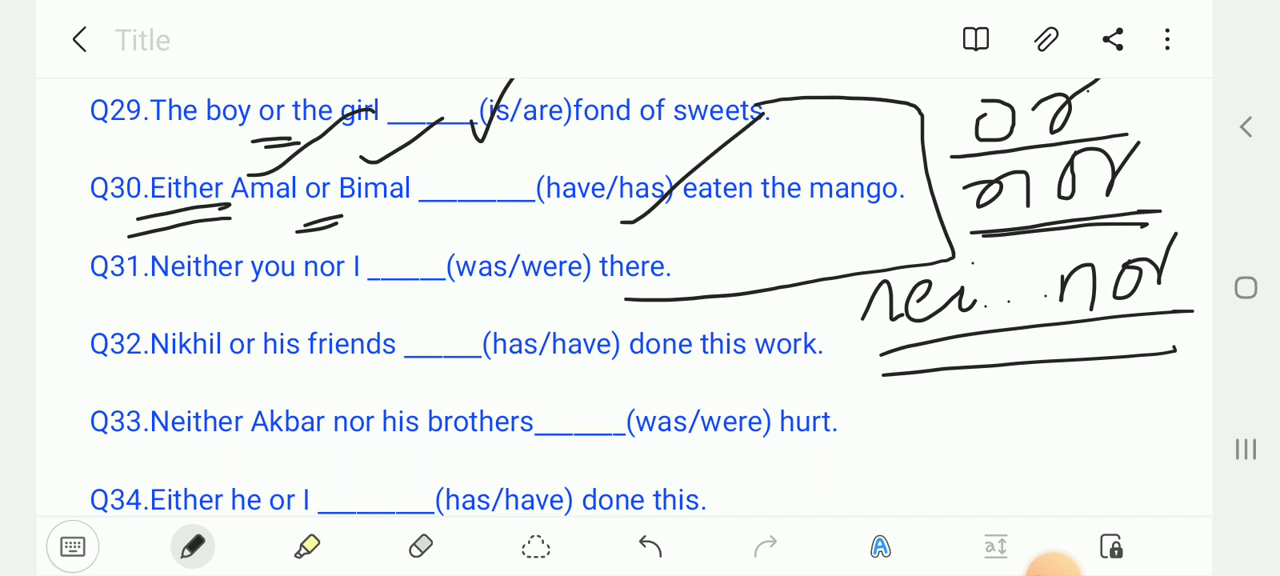 Title
Q29.The boy or the girl ______(is/are)fond of sweets.
Q30.Either Amal or Bimal ________(have/has) eaten the mango.
Q31.Neither you nor I _____(was/were) there.
Q32.Nikhil or his friends _____(has/have) done this work.
Q33.Neither Akbar nor his brothers______(was/were) hurt.
Q34.Either he or I ________(has/have) done this.
or
nor
nei... nor